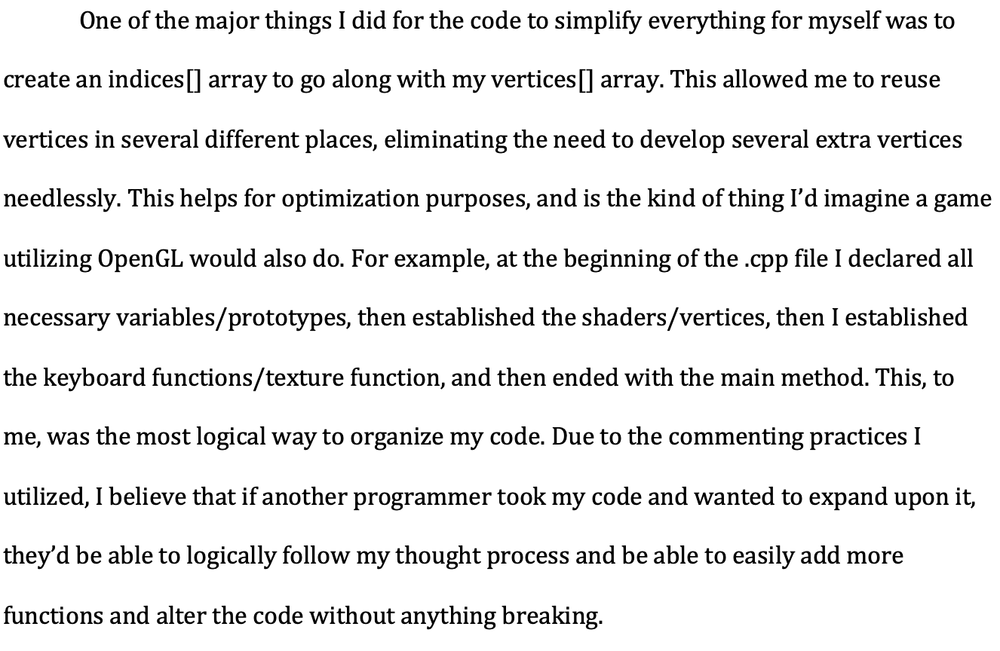 One of the major things I did for the code to simplify everything for myself was to
create an indices[] array to go along with my vertices[] array. This allowed me to reuse
vertices in several different places, eliminating the need to develop several extra vertices
needlessly. This helps for optimization purposes, and is the kind of thing I’d imagine a game
utilizing OpenGL would also do. For example, at the beginning of the .cpp file I declared all
necessary variables/prototypes, then established the shaders/vertices, then I established
the keyboard functions/texture function, and then ended with the main method. This, to
me, was the most logical way to organize my code. Due to the commenting practices I
utilized, I believe that if another programmer took my code and wanted to expand upon it,
they’d be able to logically follow my thought process and be able to easily add more
functions and alter the code without anything breaking.